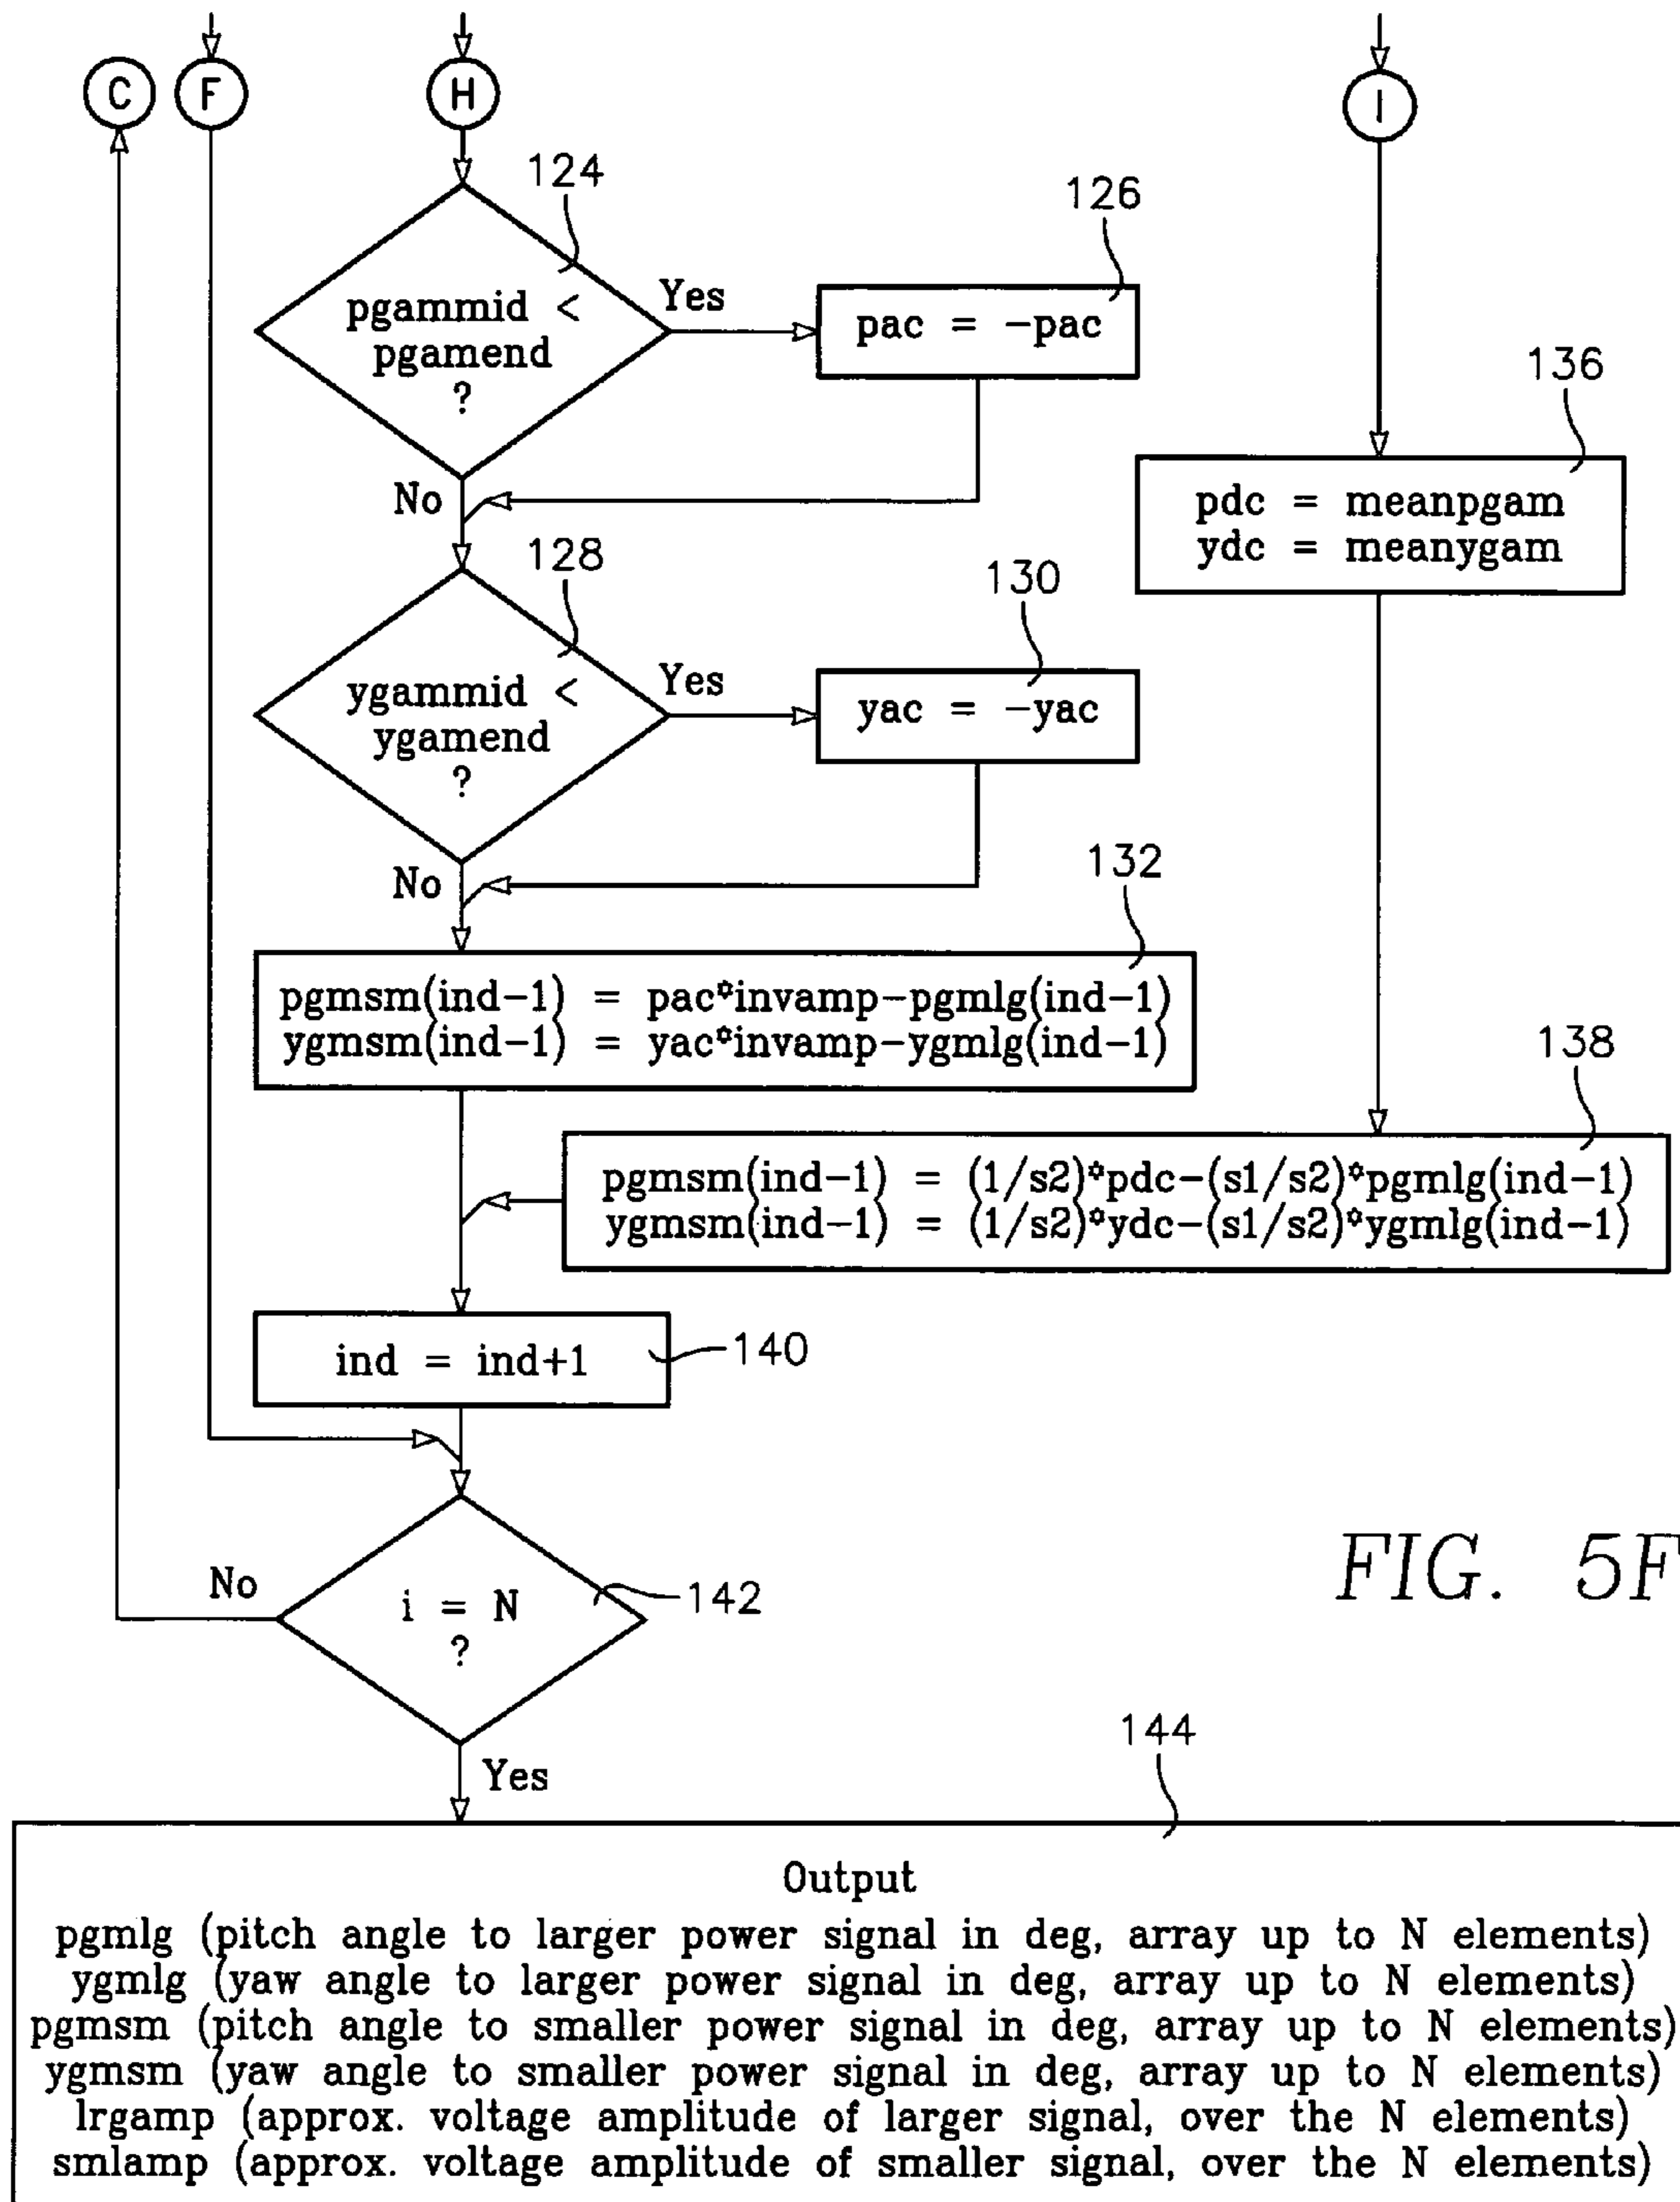 C F H I
124
pgammid <
pgamend
?
Yes
No
126
pac = -pac
136
pdc = meanpgam
ydc = meanygam
128
ygammid <
ygamend
?
Yes
No
130
yac = -yac
132
pgmsm(ind-1) = pac*invamp-pgmlg(ind-1)
ygmsm(ind-1) = yac*invamp-ygmlg(ind-1)
138
pgmsm(ind-1) = (1/s2)*pdc-(s1/s2)*pgmlg(ind-1)
ygmsm(ind-1) = (1/s2)*ydc-(s1/s2)*ygmlg(ind-1)
ind = ind+1
140
No
i = N
?
142
Yes
FIG. 5F
144
Output
pgmlg (pitch angle to larger power signal in deg, array up to N elements)
ygmlg (yaw angle to larger power signal in deg, array up to N elements)
pgmsm (pitch angle to smaller power signal in deg, array up to N elements)
ygmsm (yaw angle to smaller power signal in deg, array up to N elements)
lrgamp (approx. voltage amplitude of larger signal, over the N elements)
smlamp (approx. voltage amplitude of smaller signal, over the N elements)